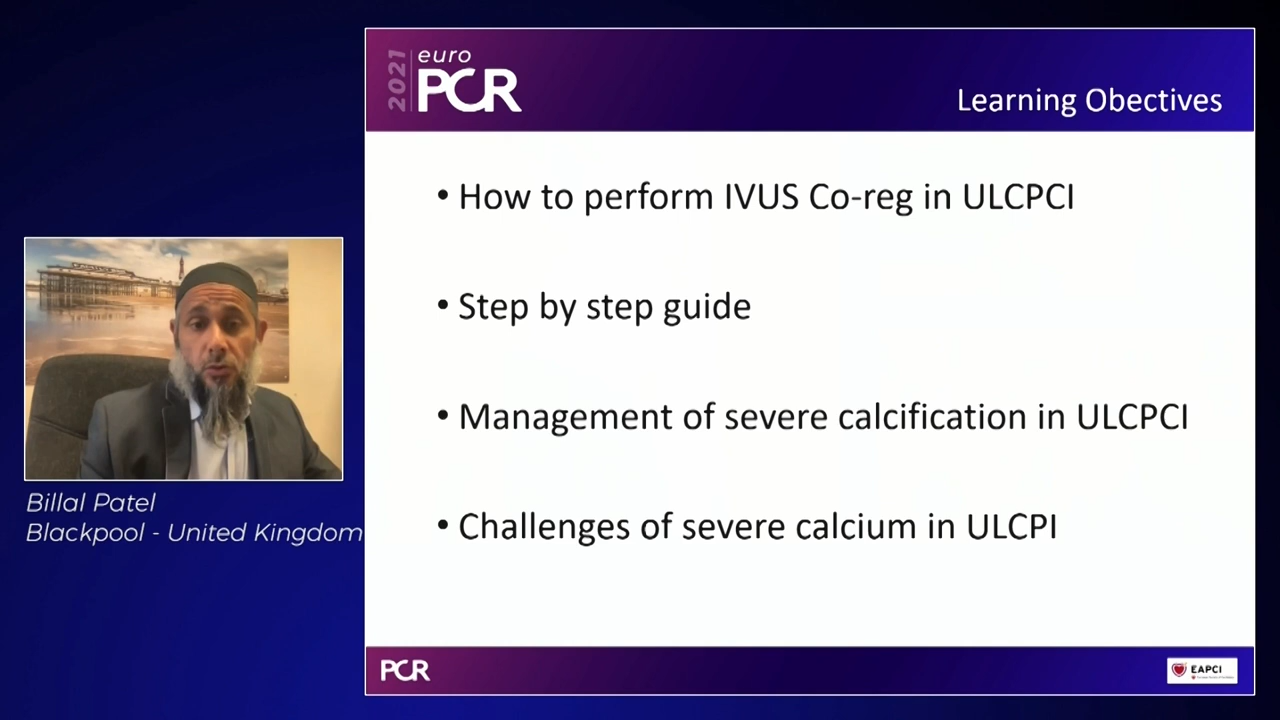 2021
euro
PCR
Learning Obectives
• How to perform IVUS Co-reg in ULCPCI
• Step by step guide
• Management of severe calcification in ULCPCI
• Challenges of severe calcium in ULCPI
Billal Patel
Blackpool - United Kingdom
PCR
EAPCI